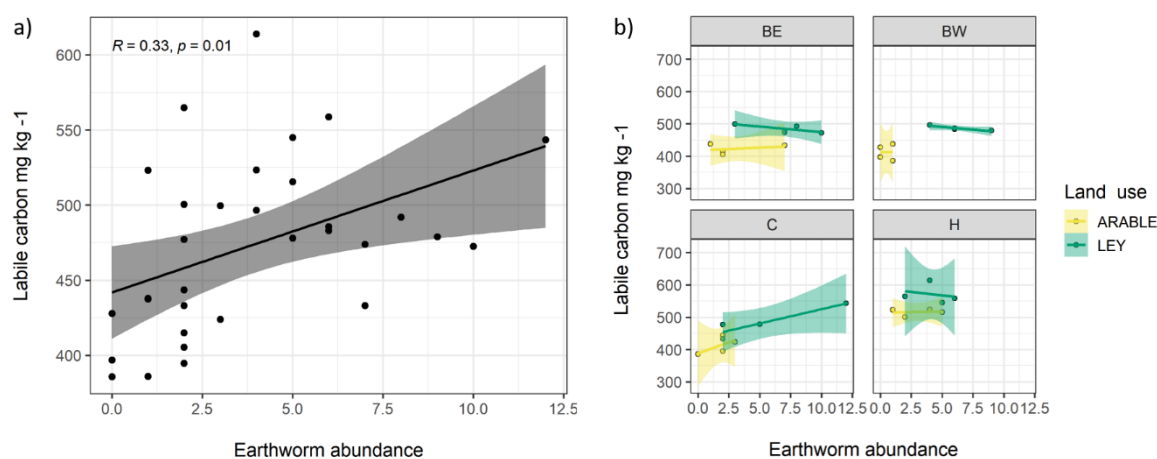 a)
R = 0.33, p = 0.01
600
550
500
450
400
Labile carbon mg kg -1
0.0 2.5 5.0 7.5 10.0 12.5
Earthworm abundance
b)
BE BW
700
600
500
400
300
C H
700
600
500
400
300
Labile carbon mg kg -1
0.0 2.5 5.0 7.5 10.0 12.5 0.0 2.5 5.0 7.5 10.0 12.5
Earthworm abundance
Land use
ARABLE
LEY